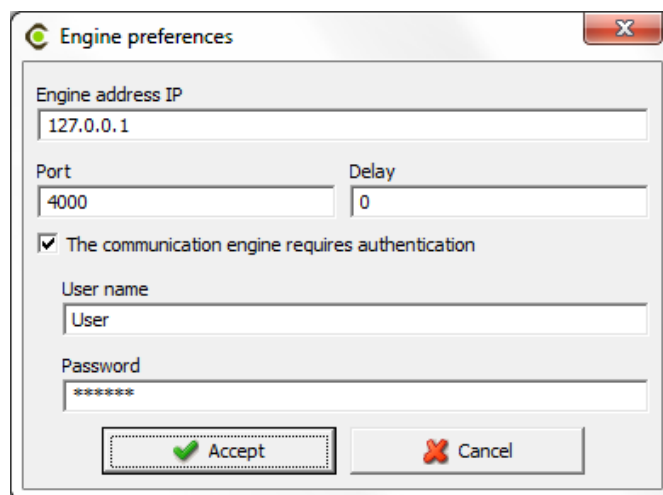 Engine preferences
Engine address IP
127.0.0.1
Port Delay
4000 0
The communication engine requires authentication
User name
User
Password
******
Accept Cancel